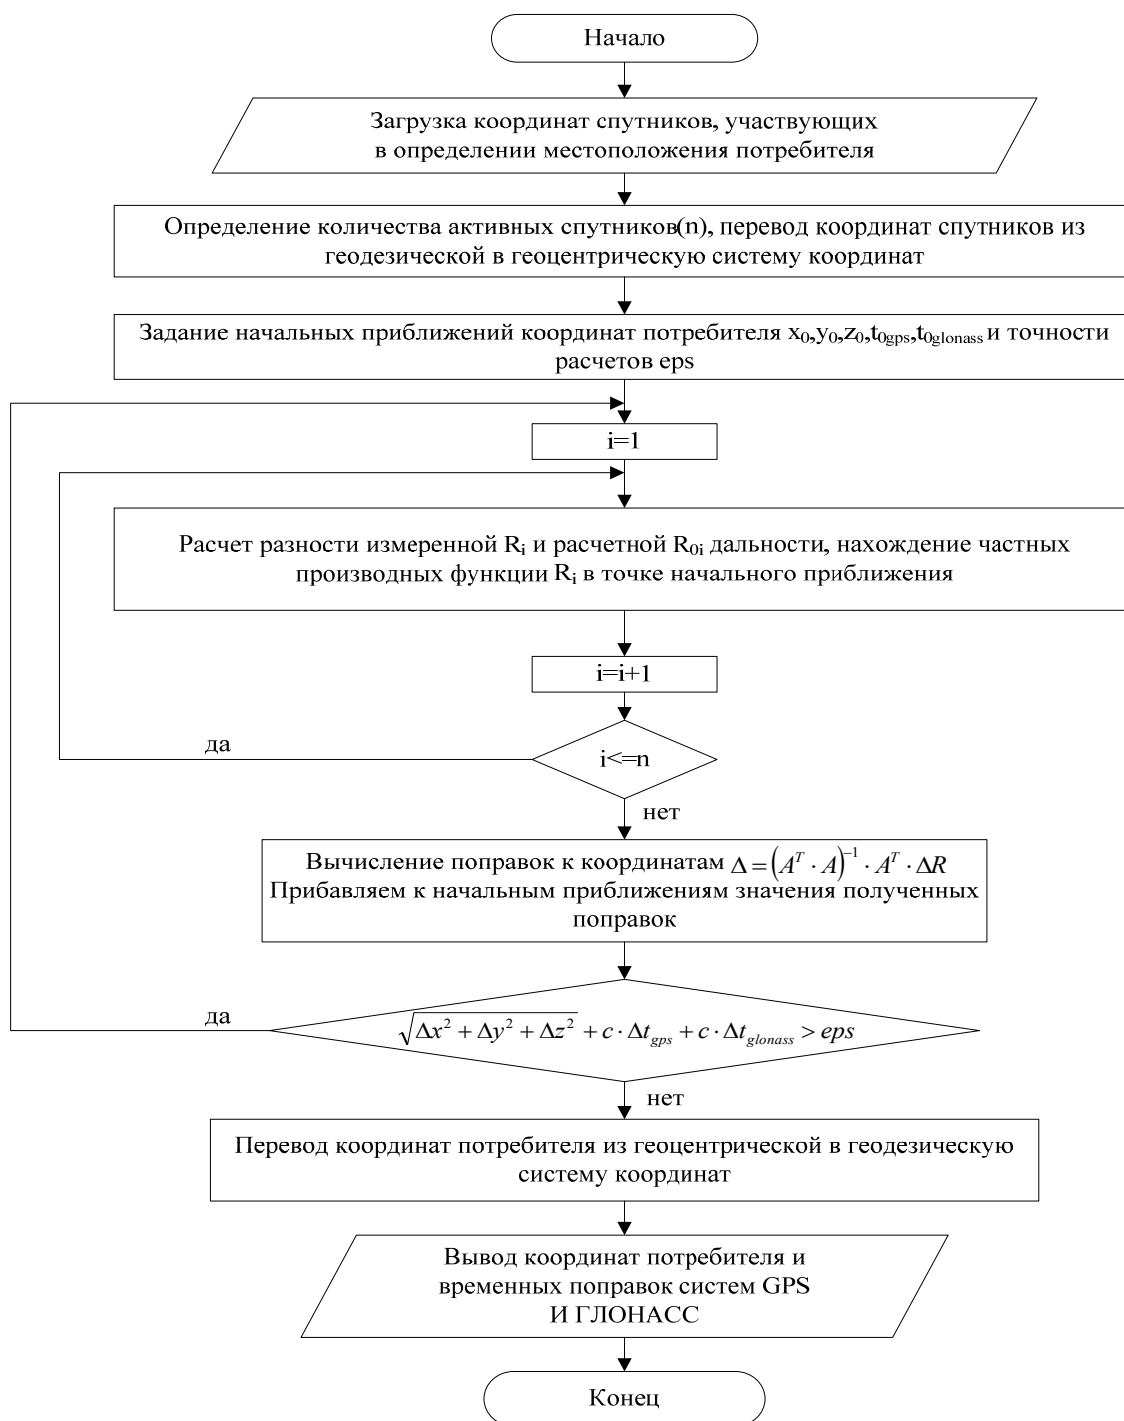 Начало
Загрузка координат спутников, участвующих
в определении местоположения потребителя
Определение количества активных спутников(n), перевод координат спутников из
геодезической в геоцентрическую систему координат
Задание начальных приближений координат потребителя x₀,y₀,z₀,t₀gps,t₀glonass и точности
расчетов eps
i=1
Расчет разности измеренной Rᵢ и расчетной R₀ᵢ дальности, нахождение частных
производных функции Rᵢ в точке начального приближения
i=i+1
да
i<=n
нет
Вычисление поправок к координатам Δ = (Aᵀ · A)⁻¹ · Aᵀ · ΔR
Прибавляем к начальным приближениям значения полученных
поправок
да
√(Δx² + Δy² + Δz²) + c · Δt_gps + c · Δt_glonass > eps
нет
Перевод координат потребителя из геоцентрической в геодезическую
систему координат
Вывод координат потребителя и
временных поправок систем GPS
И ГЛОНАСС
Конец